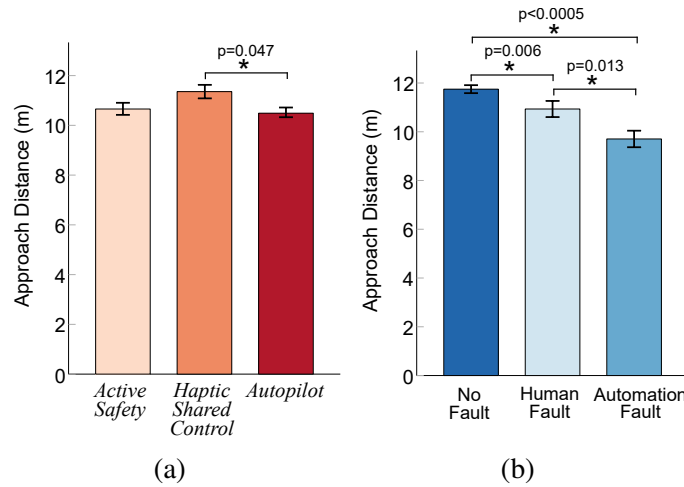 p=0.047
*
12
10
8
6
4
2
0
Approach Distance (m)
Active
Safety
Haptic
Shared
Control
Autopilot
(a)
p<0.0005
*
p=0.006
*
p=0.013
*
12
10
8
6
4
2
0
Approach Distance (m)
No
Fault
Human
Fault
Automation
Fault
(b)